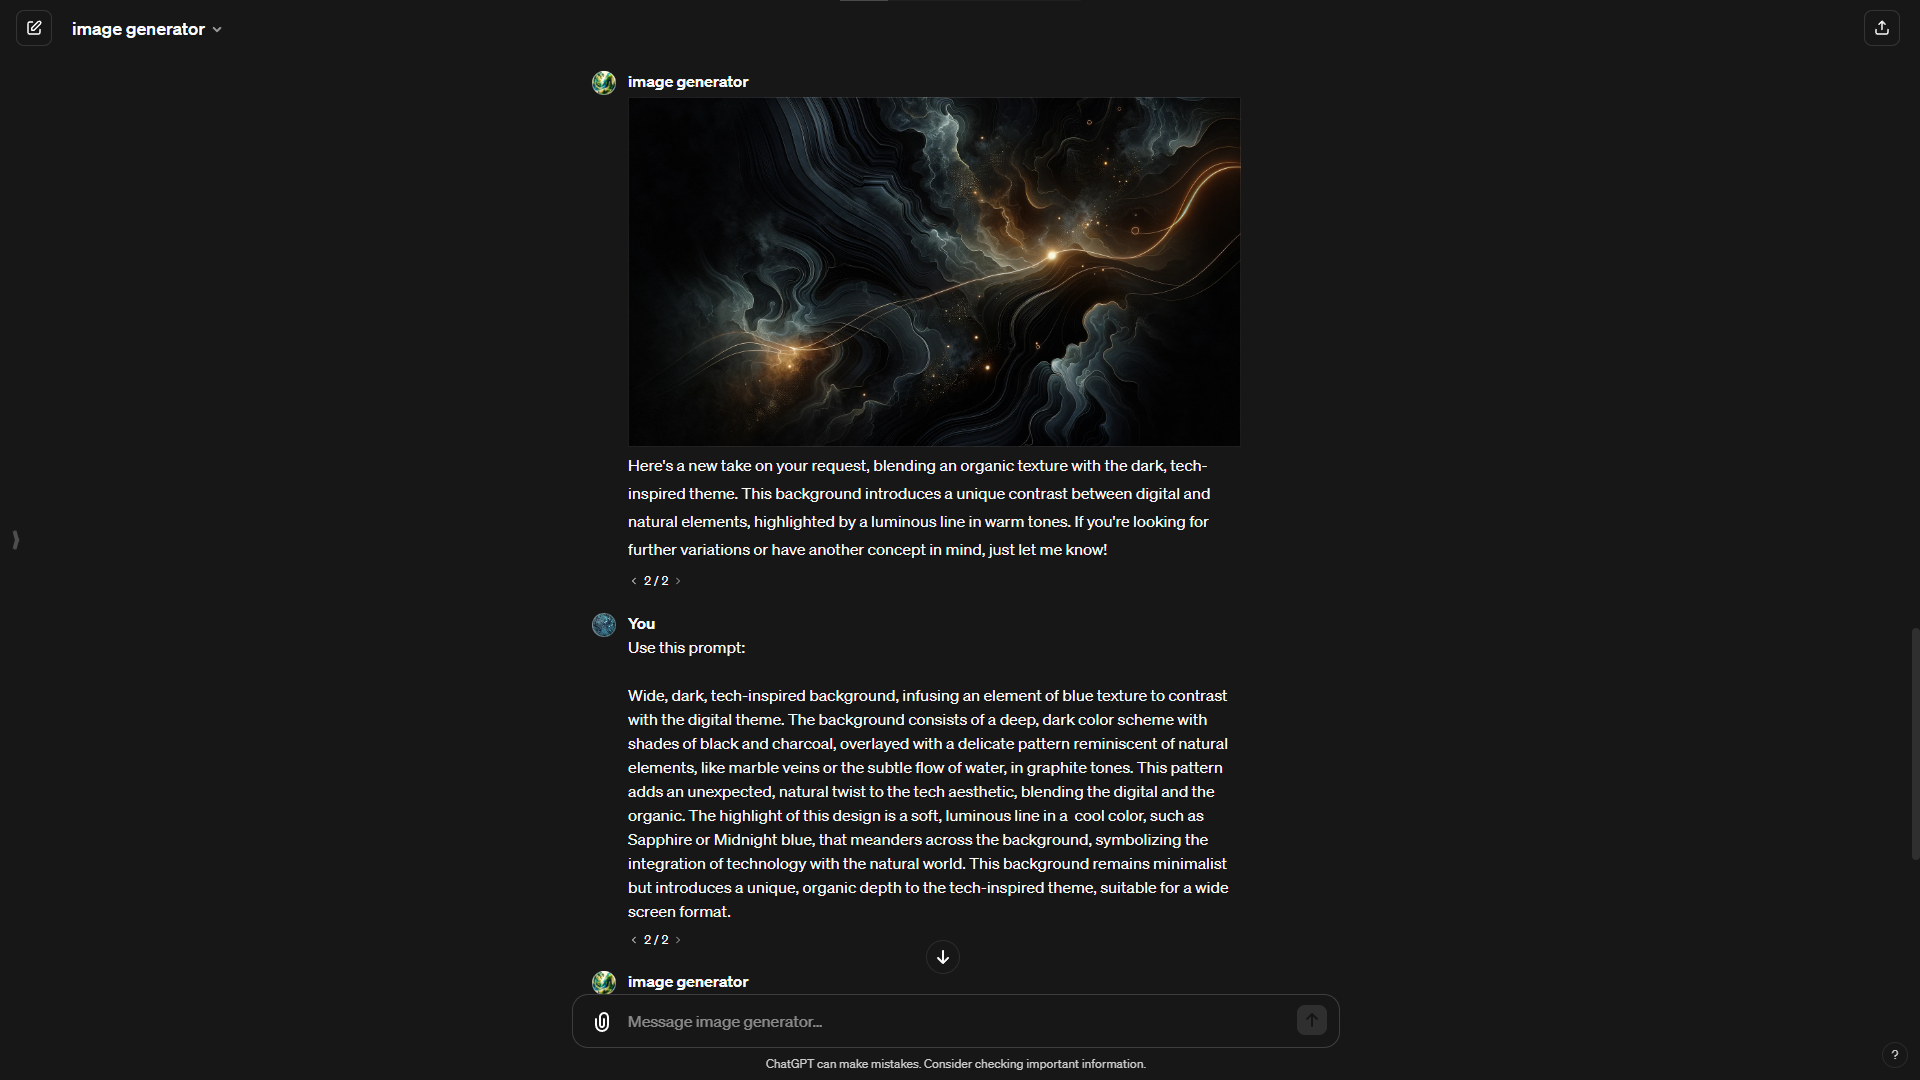 image generator
image generator
Here's a new take on your request, blending an organic texture with the dark, tech-
inspired theme. This background introduces a unique contrast between digital and
natural elements, highlighted by a luminous line in warm tones. If you're looking for
further variations or have another concept in mind, just let me know!
2 / 2
You
Use this prompt:
Wide, dark, tech-inspired background, infusing an element of blue texture to contrast
with the digital theme. The background consists of a deep, dark color scheme with
shades of black and charcoal, overlayed with a delicate pattern reminiscent of natural
elements, like marble veins or the subtle flow of water, in graphite tones. This pattern
adds an unexpected, natural twist to the tech aesthetic, blending the digital and the
organic. The highlight of this design is a soft, luminous line in a  cool color, such as
Sapphire or Midnight blue, that meanders across the background, symbolizing the
integration of technology with the natural world. This background remains minimalist
but introduces a unique, organic depth to the tech-inspired theme, suitable for a wide
screen format.
2 / 2
image generator
Message image generator...
ChatGPT can make mistakes. Consider checking important information.
?